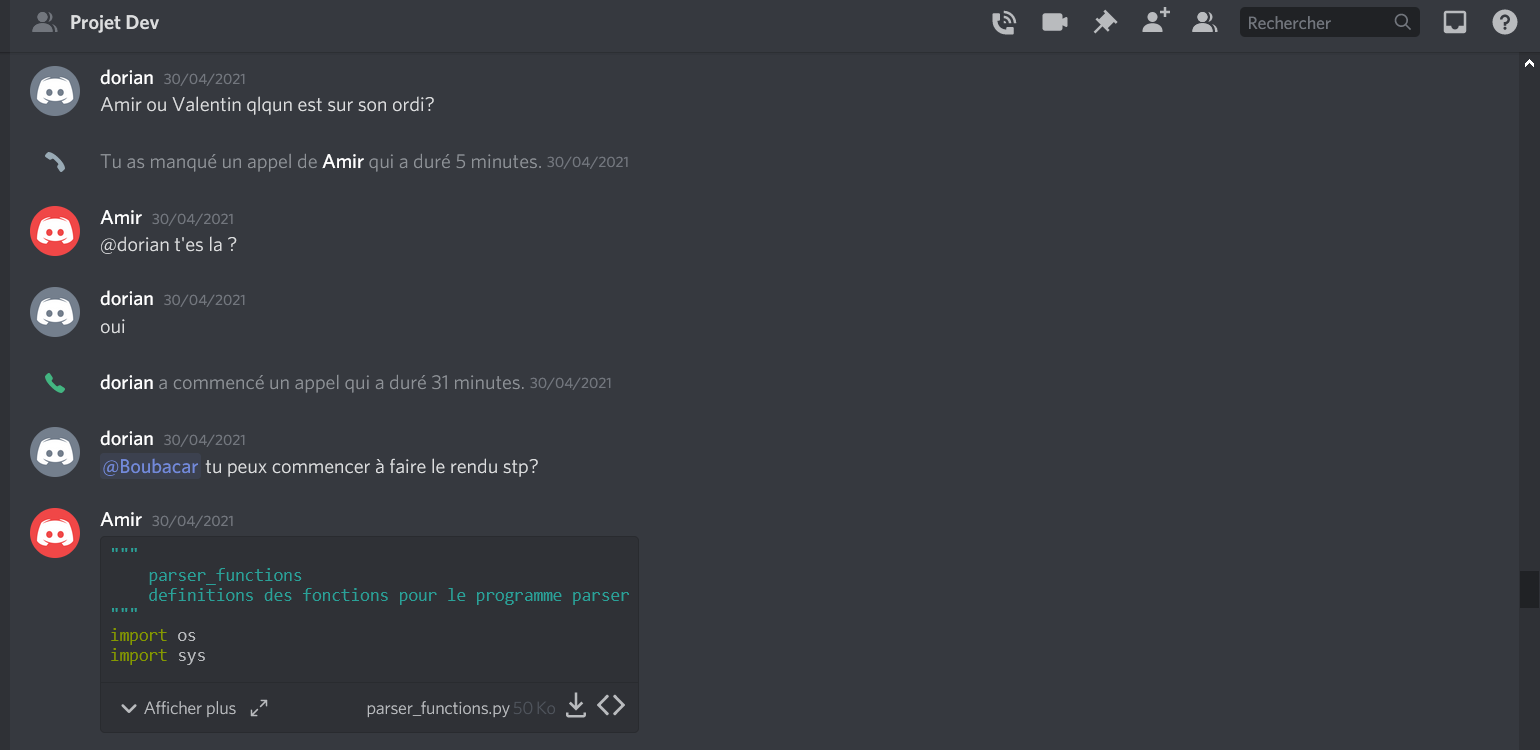 Projet Dev
Rechercher
dorian 30/04/2021
Amir ou Valentin qlqun est sur son ordi?
Tu as manqué un appel de Amir qui a duré 5 minutes. 30/04/2021
Amir 30/04/2021
@dorian t'es la ?
dorian 30/04/2021
oui
dorian a commencé un appel qui a duré 31 minutes. 30/04/2021
dorian 30/04/2021
@Boubacar tu peux commencer à faire le rendu stp?
Amir 30/04/2021
"""
parser_functions
definitions des fonctions pour le programme parser
"""
import os
import sys
Afficher plus parser_functions.py 50 Ko